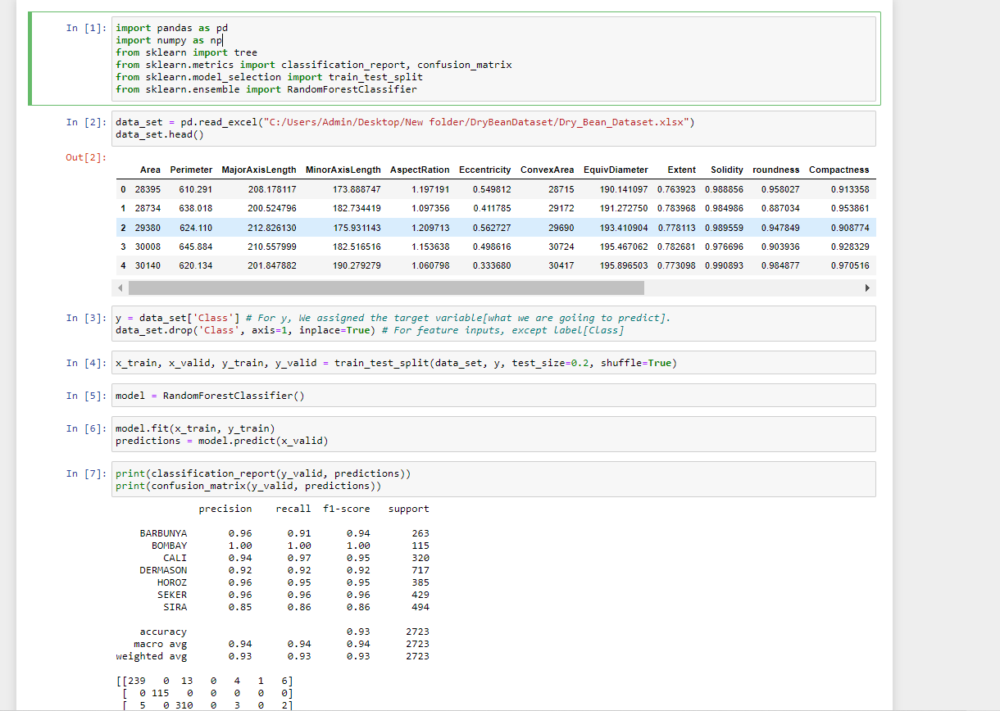 In [1]: import pandas as pd
import numpy as np
from sklearn import tree
from sklearn.metrics import classification_report, confusion_matrix
from sklearn.model_selection import train_test_split
from sklearn.ensemble import RandomForestClassifier
In [2]: data_set = pd.read_excel("C:/Users/Admin/Desktop/New folder/DryBeanDataset/Dry_Bean_Dataset.xlsx")
data_set.head()
Out[2]:
Area Perimeter MajorAxisLength MinorAxisLength AspectRation Eccentricity ConvexArea EquivDiameter Extent Solidity roundness Compactness
0 28395 610.291 208.178117 173.888747 1.197191 0.549812 28715 190.141097 0.763923 0.988856 0.958027 0.913358
1 28734 638.018 200.524796 182.734419 1.097356 0.411785 29172 191.272750 0.783968 0.984986 0.887034 0.953861
2 29380 624.110 212.826130 175.931143 1.209713 0.562727 29690 193.410904 0.778113 0.989559 0.947849 0.908774
3 30008 645.884 210.557999 182.516516 1.153638 0.498616 30724 195.467062 0.782681 0.976696 0.903936 0.928329
4 30140 620.134 201.847882 190.279279 1.060798 0.333680 30417 195.896503 0.773098 0.990893 0.984877 0.970516
In [3]: y = data_set['Class'] # For y, We assigned the target variable[what we are goiing to predict].
data_set.drop('Class', axis=1, inplace=True) # For feature inputs, except label[Class]
In [4]: x_train, x_valid, y_train, y_valid = train_test_split(data_set, y, test_size=0.2, shuffle=True)
In [5]: model = RandomForestClassifier()
In [6]: model.fit(x_train, y_train)
predictions = model.predict(x_valid)
In [7]: print(classification_report(y_valid, predictions))
print(confusion_matrix(y_valid, predictions))
precision recall f1-score support
BARBUNYA 0.96 0.91 0.94 263
BOMBAY 1.00 1.00 1.00 115
CALI 0.94 0.97 0.95 320
DERMASON 0.92 0.92 0.92 717
HOROZ 0.96 0.95 0.95 385
SEKER 0.96 0.96 0.96 429
SIRA 0.85 0.86 0.86 494
accuracy 0.93 2723
macro avg 0.94 0.94 0.94 2723
weighted avg 0.93 0.93 0.93 2723
[[239 0 13 0 4 1 6]
[ 0 115 0 0 0 0 0]
[ 5 0 310 0 3 0 2]